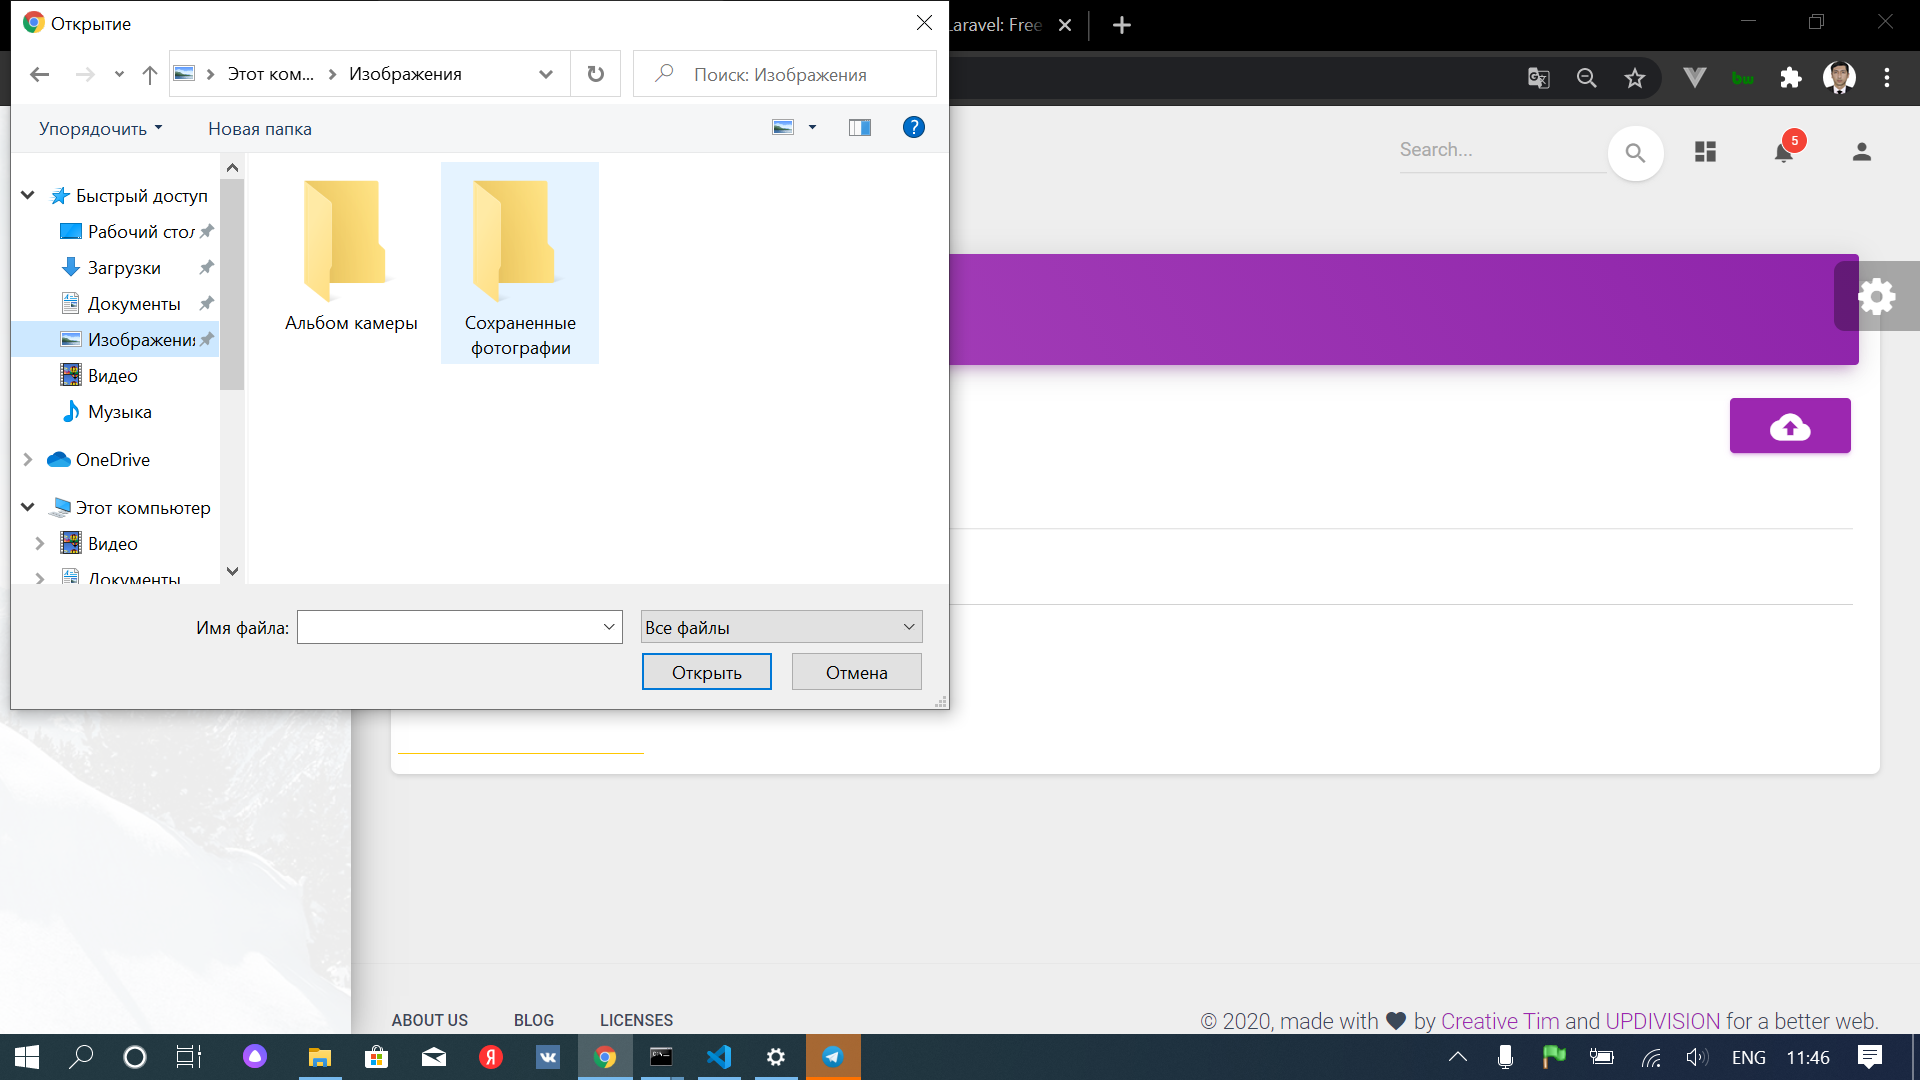 Открытие
Laravel: Free
Этот ком... Изображения
Поиск: Изображения
Упорядочить
Новая папка
Search...
5
Быстрый доступ
Рабочий стол
Загрузки
Документы
Изображения
Видео
Музыка
OneDrive
Этот компьютер
Видео
Документы
Альбом камеры
Сохраненные
фотографии
Имя файла:
Все файлы
Открыть
Отмена
ABOUT US
BLOG
LICENSES
© 2020, made with by Creative Tim and UPDIVISION for a better web.
ENG
11:46